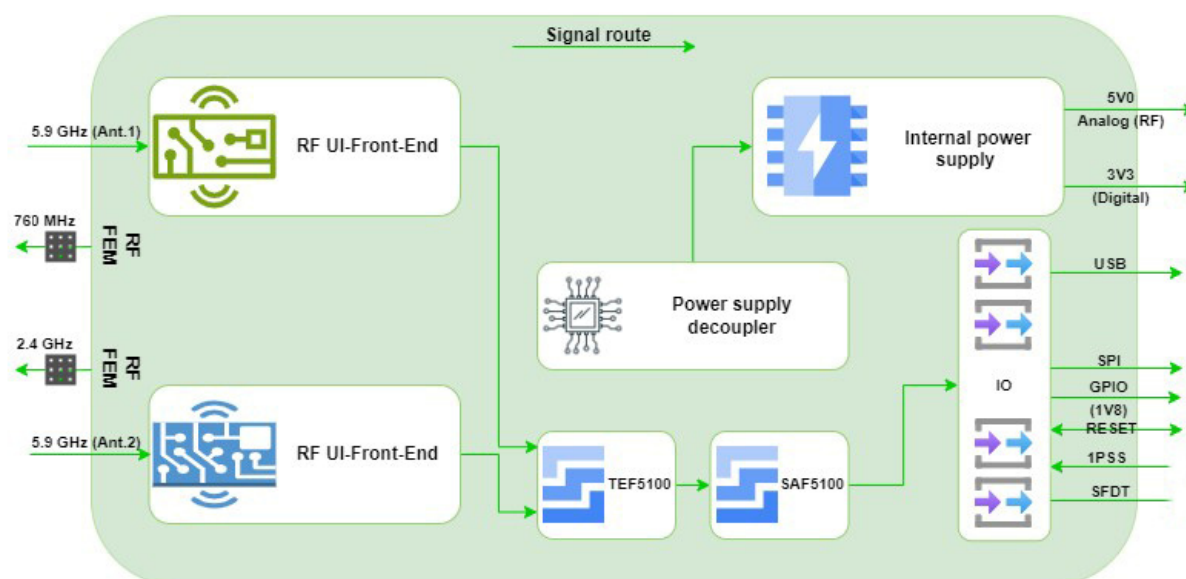 Signal route
5.9 GHz (Ant.1)
RF UI-Front-End
Internal power
supply
5V0
Analog (RF)
3V3
(Digital)
760 MHz
RF
FEM
USB
Power supply
decoupler
2.4 GHz
RF
FEM
IO
SPI
GPIO
(1V8)
RESET
1PSS
SFDT
5.9 GHz (Ant.2)
RF UI-Front-End
TEF5100
SAF5100